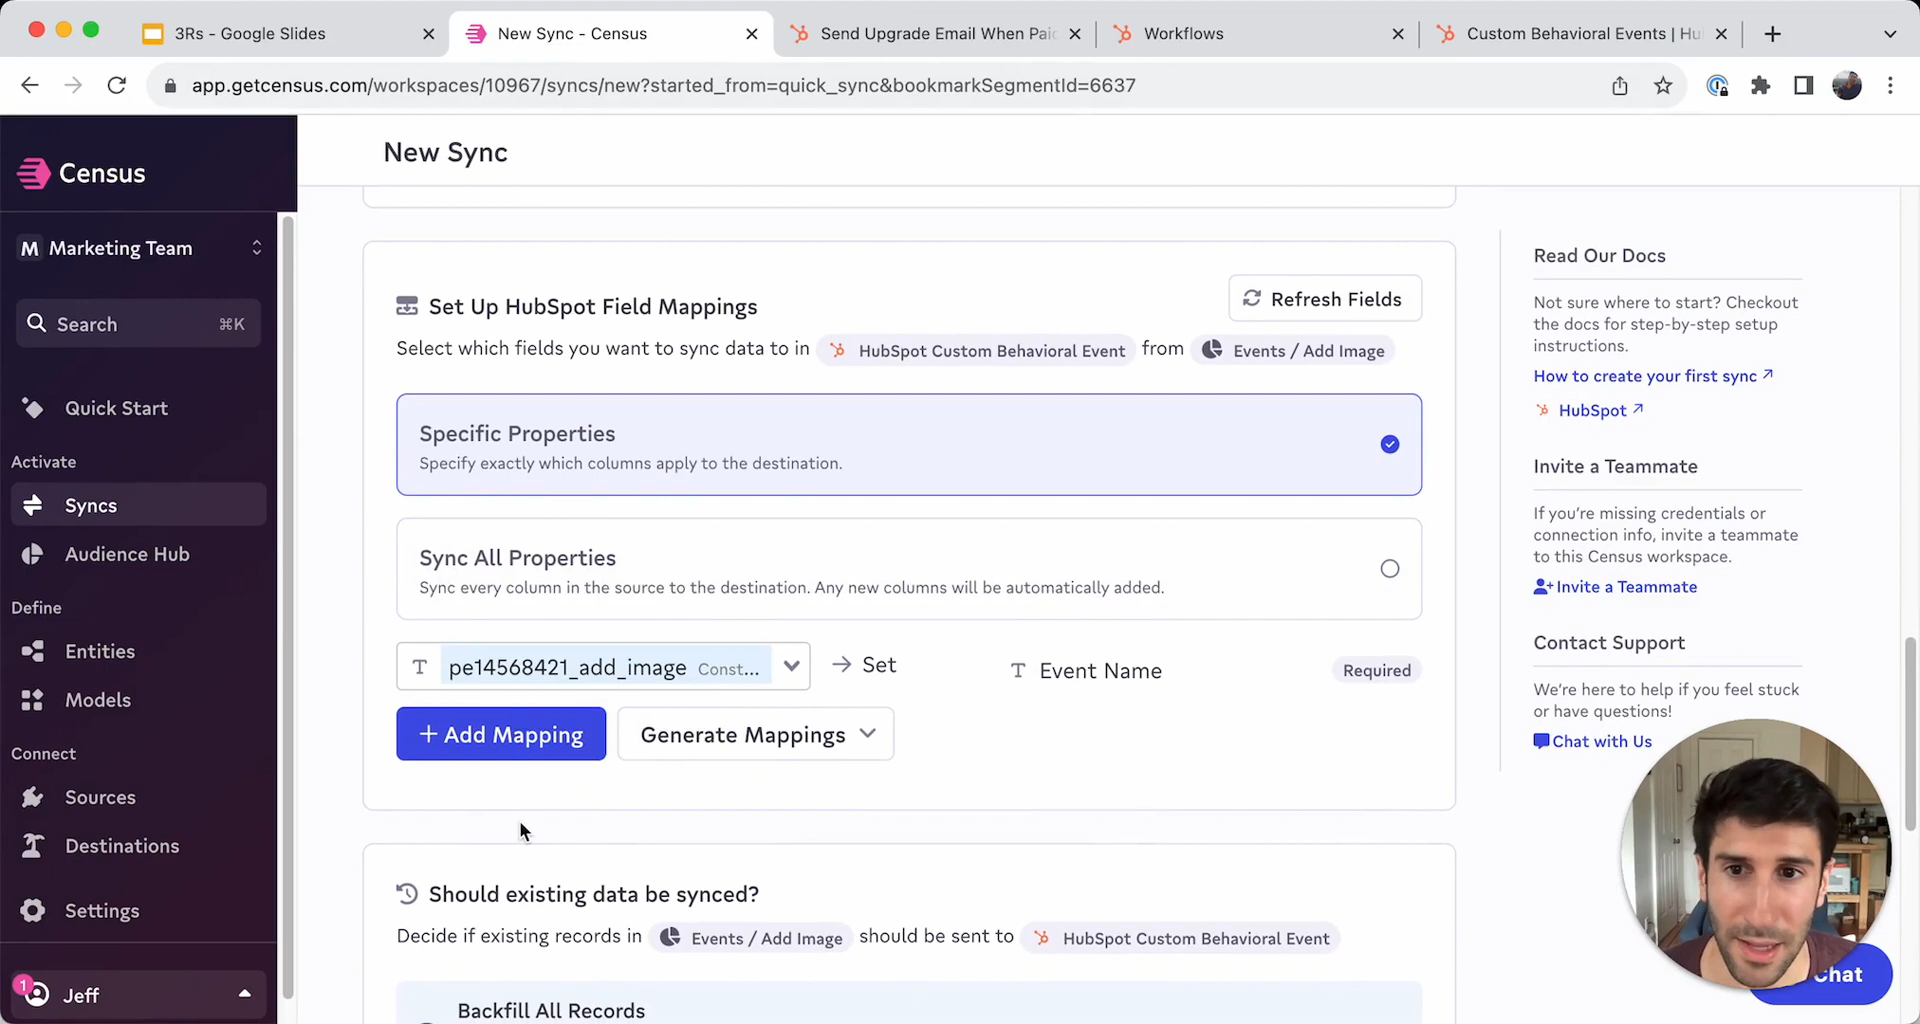 3Rs - Google Slides
New Sync - Census
Send Upgrade Email When Paid
Workflows
Custom Behavioral Events | Hu
app.getcensus.com/workspaces/10967/syncs/new?started_from=quick_sync&bookmarkSegmentId=6637
Census
New Sync
M Marketing Team
Search ⌘K
Quick Start
Activate
Syncs
Audience Hub
Define
Entities
Models
Connect
Sources
Destinations
Settings
1
Jeff
Set Up HubSpot Field Mappings
Refresh Fields
Select which fields you want to sync data to in HubSpot Custom Behavioral Event from Events / Add Image
Specific Properties
Specify exactly which columns apply to the destination.
Sync All Properties
Sync every column in the source to the destination. Any new columns will be automatically added.
T pe14568421_add_image Const... → Set T Event Name Required
+ Add Mapping Generate Mappings
Should existing data be synced?
Decide if existing records in Events / Add Image should be sent to HubSpot Custom Behavioral Event
Backfill All Records
Read Our Docs
Not sure where to start? Checkout
the docs for step-by-step setup
instructions.
How to create your first sync ↗
HubSpot ↗
Invite a Teammate
If you're missing credentials or
connection info, invite a teammate
to this Census workspace.
Invite a Teammate
Contact Support
We're here to help if you feel stuck
or have questions!
Chat with Us
Chat